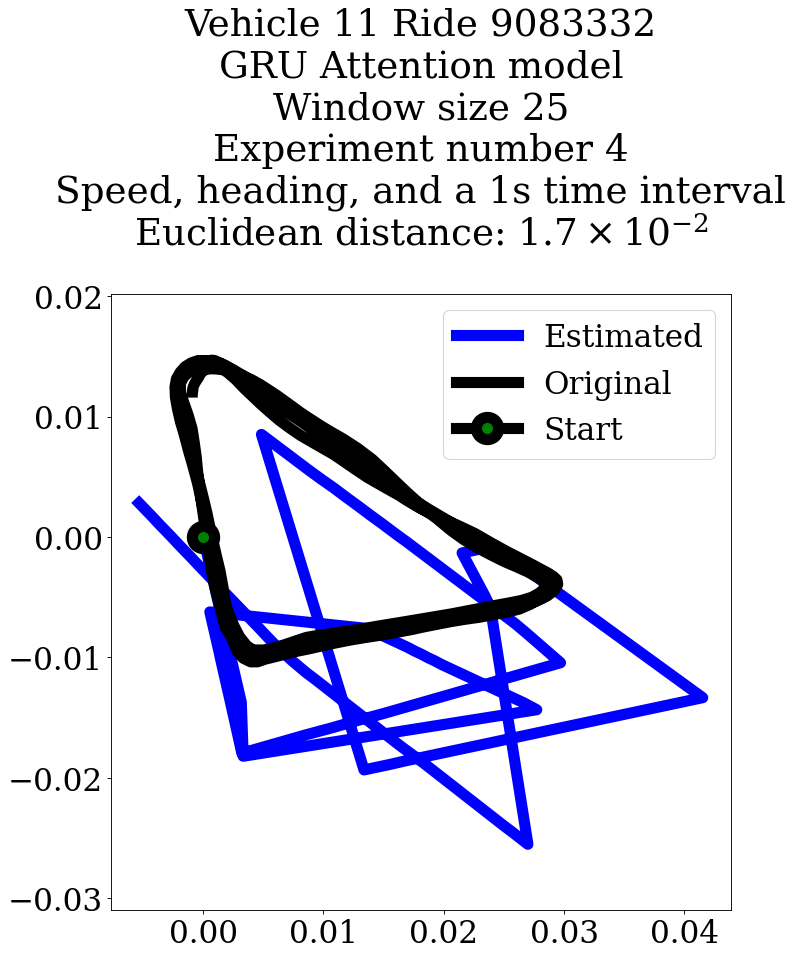 Vehicle 11 Ride 9083332
GRU Attention model
Window size 25
Experiment number 4
Speed, heading, and a 1s time interval
Euclidean distance: 1.7 × 10⁻²
0.02
0.01
0.00
−0.01
−0.02
−0.03
Estimated
Original
Start
0.00 0.01 0.02 0.03 0.04